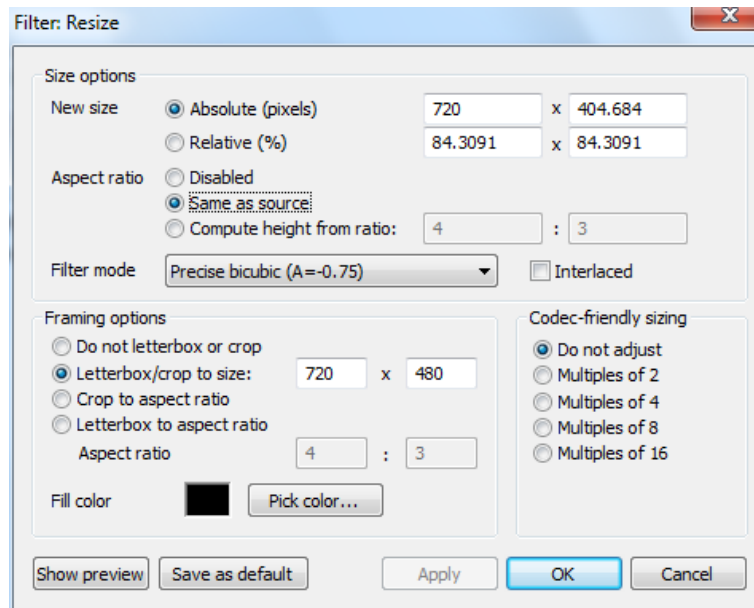 Filter: Resize
X
Size options
New size Absolute (pixels) 720 x 404.684
Relative (%) 84.3091 x 84.3091
Aspect ratio Disabled
Same as source
Compute height from ratio: 4 : 3
Filter mode Precise bicubic (A=-0.75) Interlaced
Framing options
Do not letterbox or crop
Letterbox/crop to size: 720 x 480
Crop to aspect ratio
Letterbox to aspect ratio
Aspect ratio 4 : 3
Fill color Pick color...
Codec-friendly sizing
Do not adjust
Multiples of 2
Multiples of 4
Multiples of 8
Multiples of 16
Show preview Save as default Apply OK Cancel